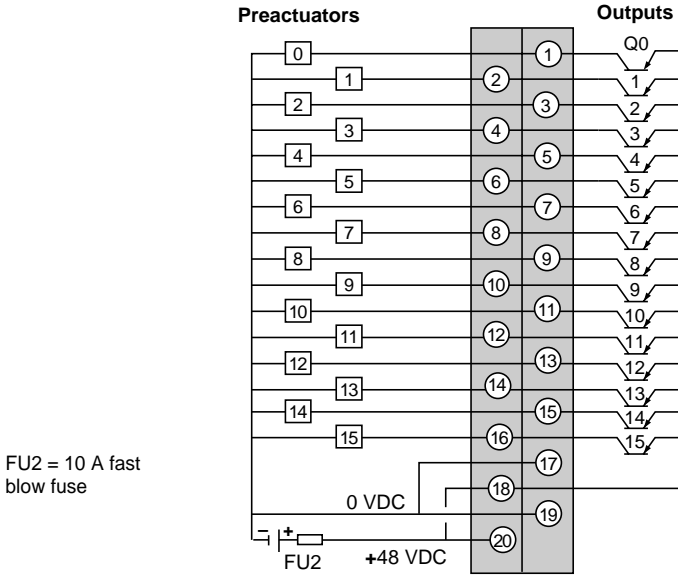 Preactuators Outputs
0 1 Q0
1 2 1
2 3 2
3 4 3
4 5 4
5 6 5
6 7 6
7 8 7
8 9 8
9 10 9
10 11 10
11 12 11
12 13 12
13 14 13
14 15 14
15 16 15
FU2 = 10 A fast
blow fuse
17
18
0 VDC 19
- + 20
FU2 +48 VDC